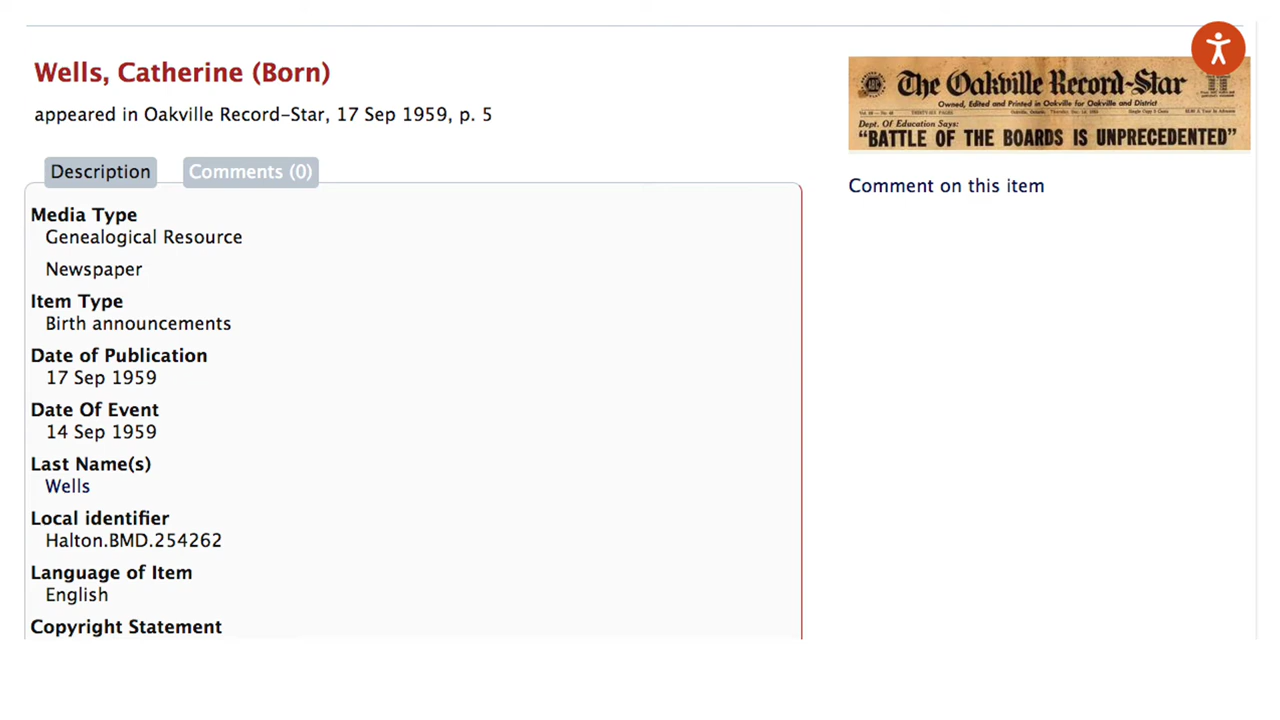 Wells, Catherine (Born)
appeared in Oakville Record-Star, 17 Sep 1959, p. 5
The Oakville Record-Star
Owned, Edited and Printed in Oakville for Oakville and District
Dept. Of Education Says:
"BATTLE OF THE BOARDS IS UNPRECEDENTED"
Comment on this item
Description Comments (0)
Media Type
Genealogical Resource
Newspaper
Item Type
Birth announcements
Date of Publication
17 Sep 1959
Date Of Event
14 Sep 1959
Last Name(s)
Wells
Local identifier
Halton.BMD.254262
Language of Item
English
Copyright Statement